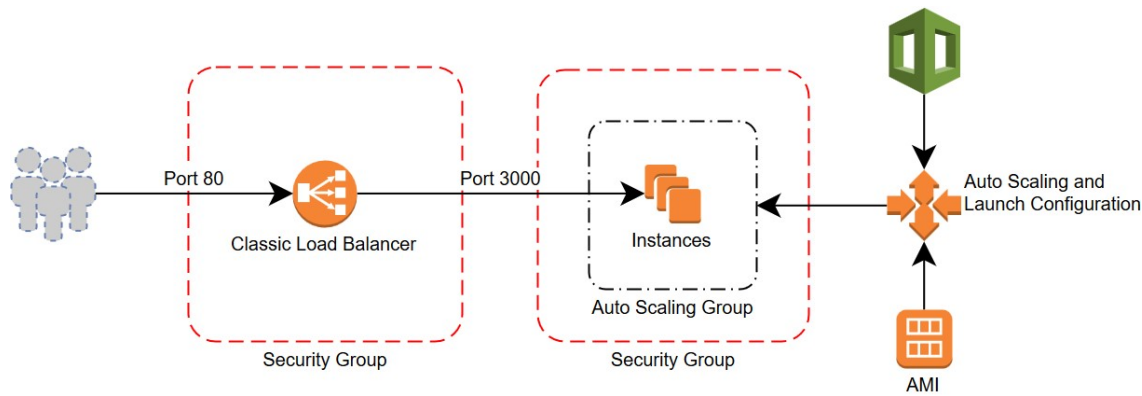 Port 80
Classic Load Balancer
Security Group
Port 3000
Instances
Auto Scaling Group
Security Group
Auto Scaling and
Launch Configuration
AMI